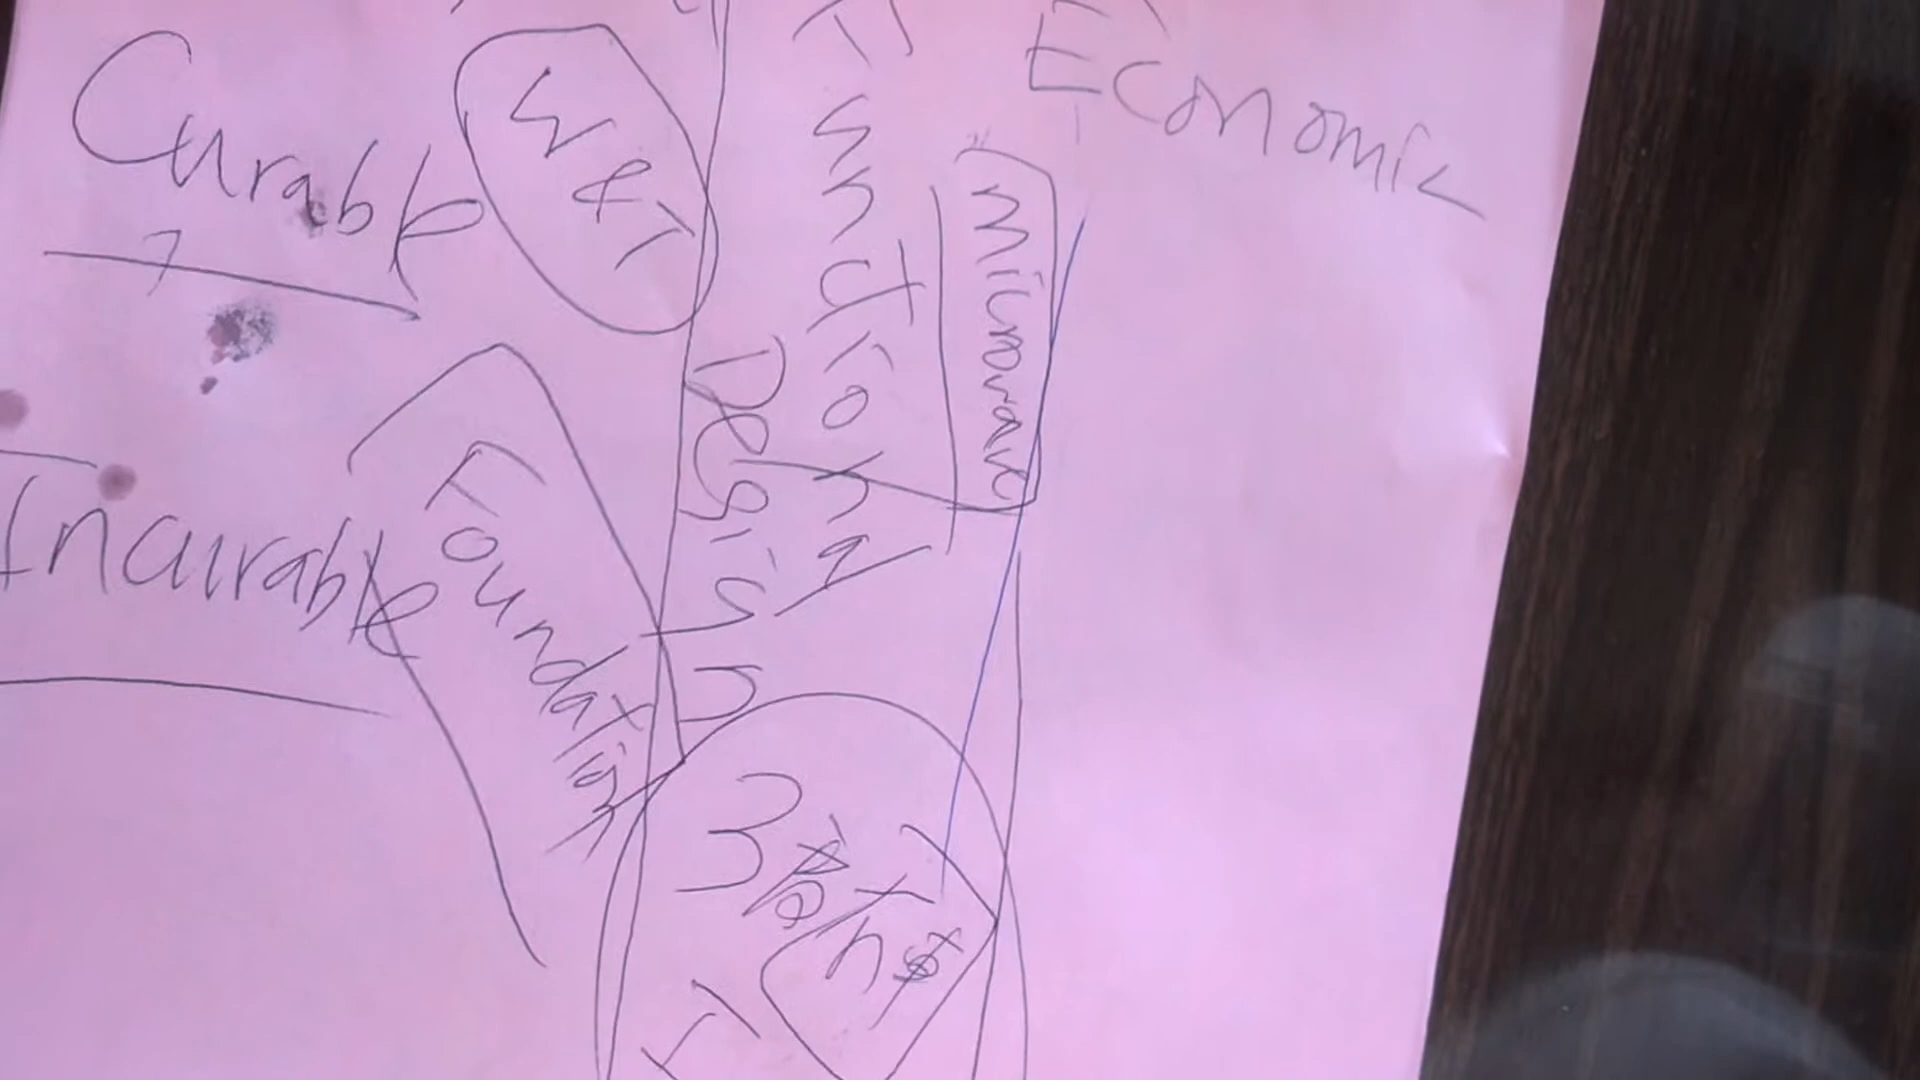 Economic
Curable
W&T
Functional
microwave
Design
Incurable
Foundation